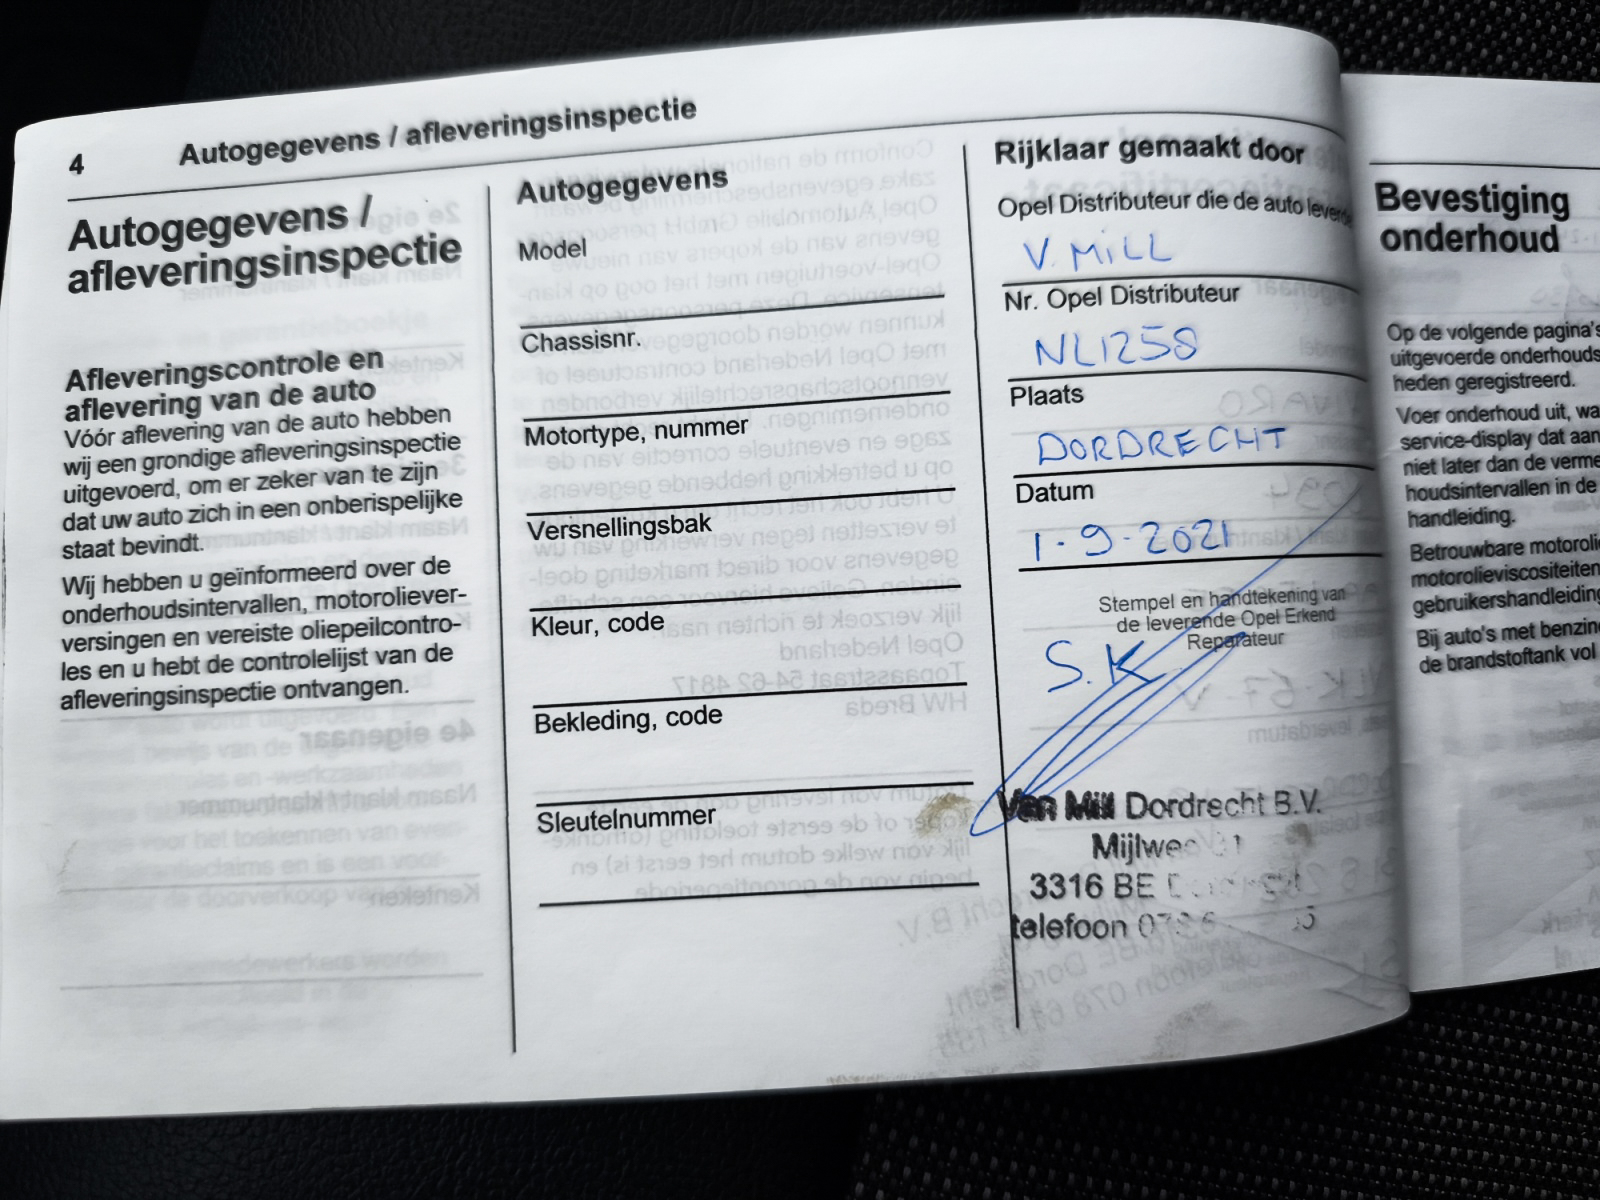 4
Autogegevens / afleveringsinspectie
Autogegevens /
afleveringsinspectie
Afleveringscontrole en
aflevering van de auto
Vóór aflevering van de auto hebben
wij een grondige afleveringsinspectie
uitgevoerd, om er zeker van te zijn
dat uw auto zich in een onberispelijke
staat bevindt.
Wij hebben u geïnformeerd over de
onderhoudsintervallen, motoroliever-
versingen en vereiste oliepeilcontro-
les en u hebt de controlelijst van de
afleveringsinspectie ontvangen.
Autogegevens
Model
Chassisnr.
Motortype, nummer
Versnellingsbak
Kleur, code
Bekleding, code
Sleutelnummer
Rijklaar gemaakt door
Opel Distributeur die de auto
V. MILL
Nr. Opel Distributeur
NL1258
Plaats
DORDRECHT
Datum
1-9-2021
Stempel en handtekening van
de leverende Opel Erkend
Reparateur
S.K
Van Mill Dordrecht B.V.
3316 BE
telefoon
Bevestiging
onderhoud
Op de volgende pagina's
uitgevoerde onderhouds
heden geregistreerd.
Voer onderhoud uit, wa
service-display dat aan
niet later dan de verme
houdsintervallen in de
handleiding.
Betrouwbare motoroli
motorolieviscositeiten
gebruikershandleiding
Bij auto's met benzin
de brandstoftank vol